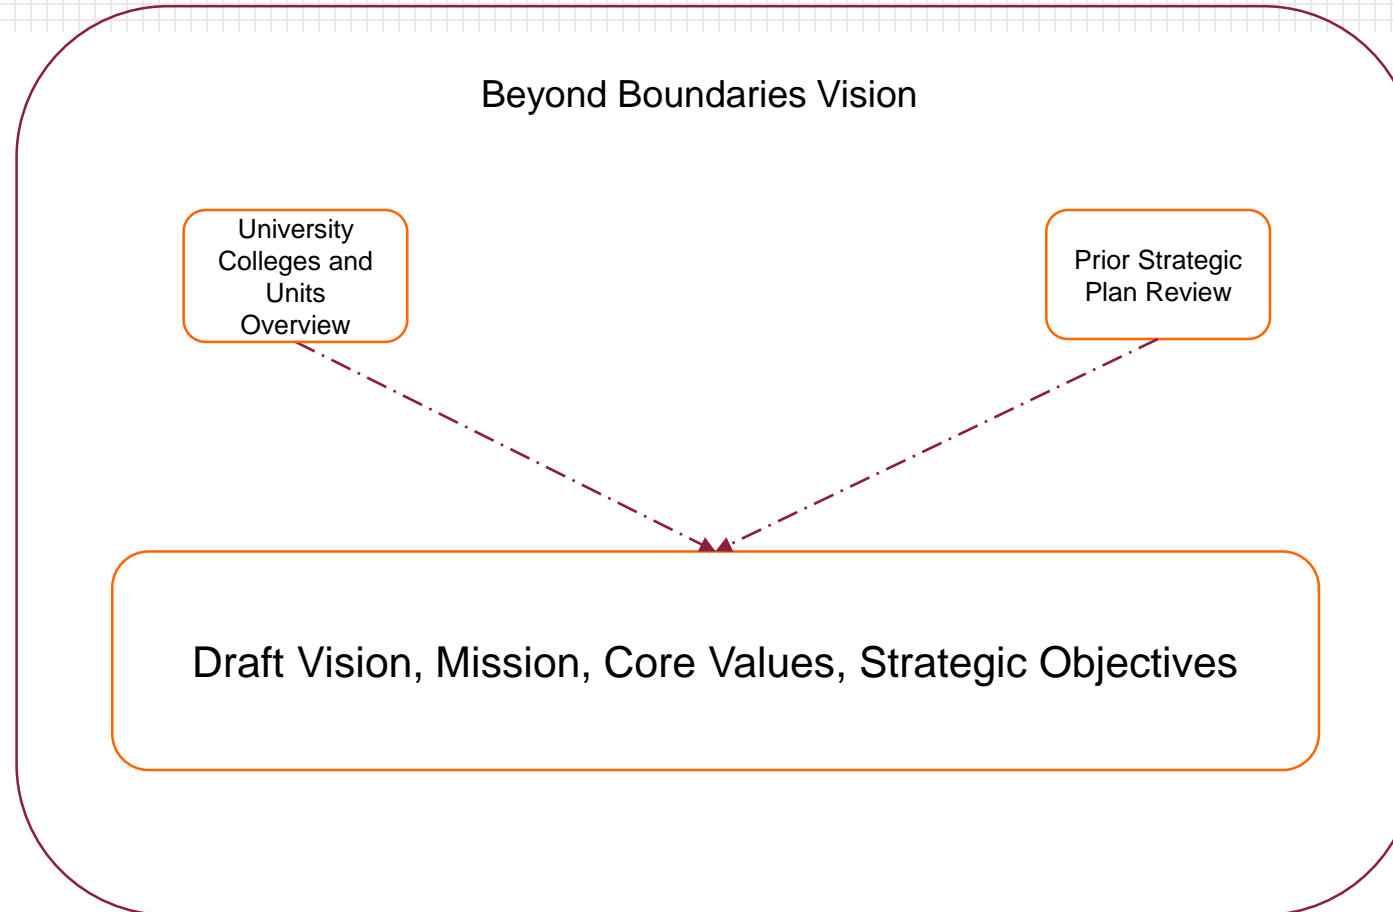 Beyond Boundaries Vision
University
Colleges and
Units
Overview
Prior Strategic
Plan Review
Draft Vision, Mission, Core Values, Strategic Objectives